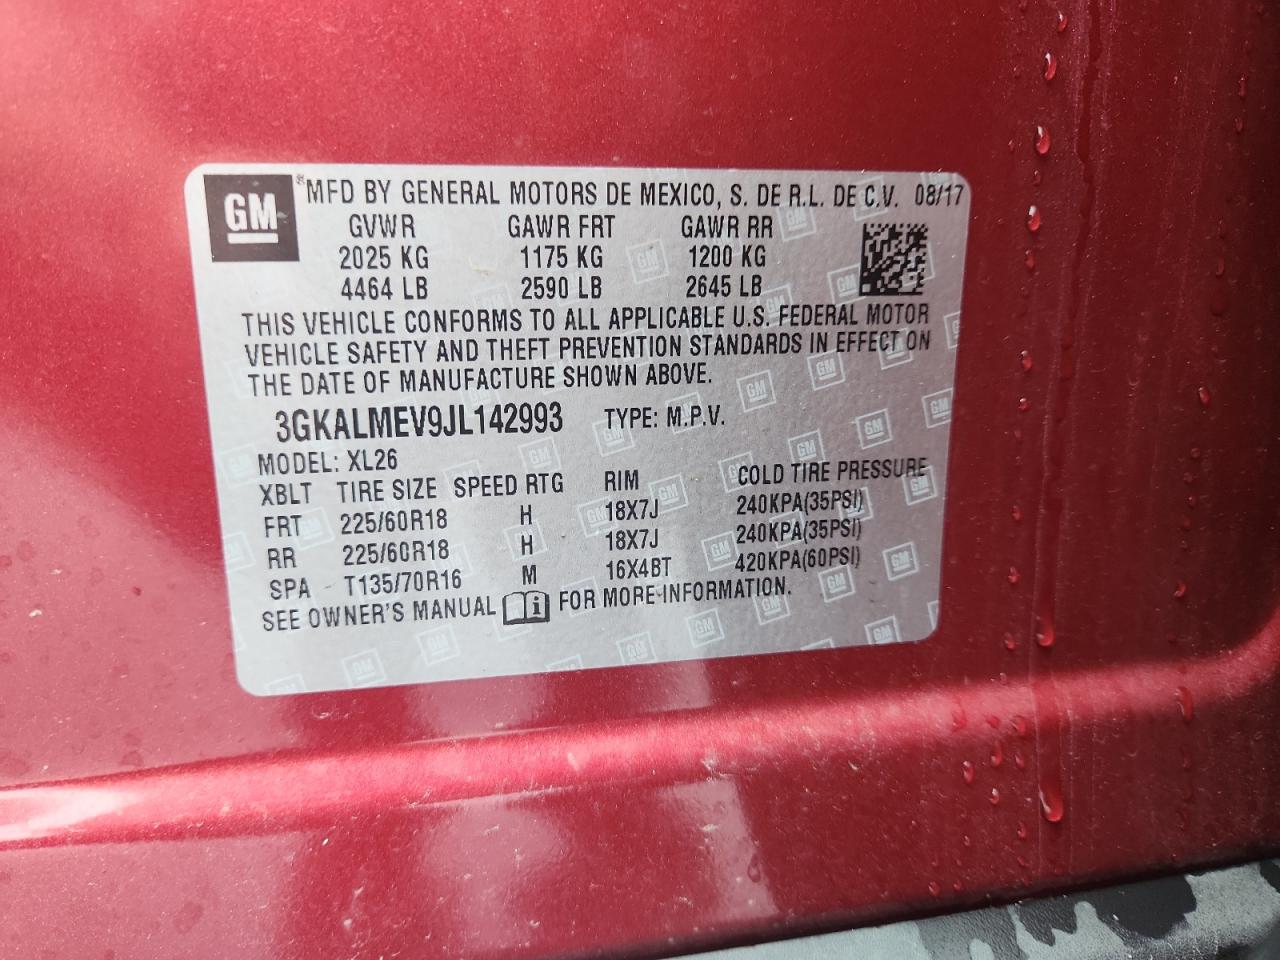 GM ® MFD BY GENERAL MOTORS DE MEXICO, S. DE R.L. DE C.V. 08/17
GVWR GAWR FRT GAWR RR
2025 KG 1175 KG 1200 KG
4464 LB 2590 LB 2645 LB
THIS VEHICLE CONFORMS TO ALL APPLICABLE U.S. FEDERAL MOTOR
VEHICLE SAFETY AND THEFT PREVENTION STANDARDS IN EFFECT ON
THE DATE OF MANUFACTURE SHOWN ABOVE.
3GKALMEV9JL142993 TYPE: M.P.V.
MODEL: XL26
XBLT TIRE SIZE SPEED RTG RIM COLD TIRE PRESSURE
FRT 225/60R18 H 18X7J 240KPA(35PSI)
RR 225/60R18 H 18X7J 240KPA(35PSI)
SPA T135/70R16 M 16X4BT 420KPA(60PSI)
SEE OWNER'S MANUAL i FOR MORE INFORMATION.